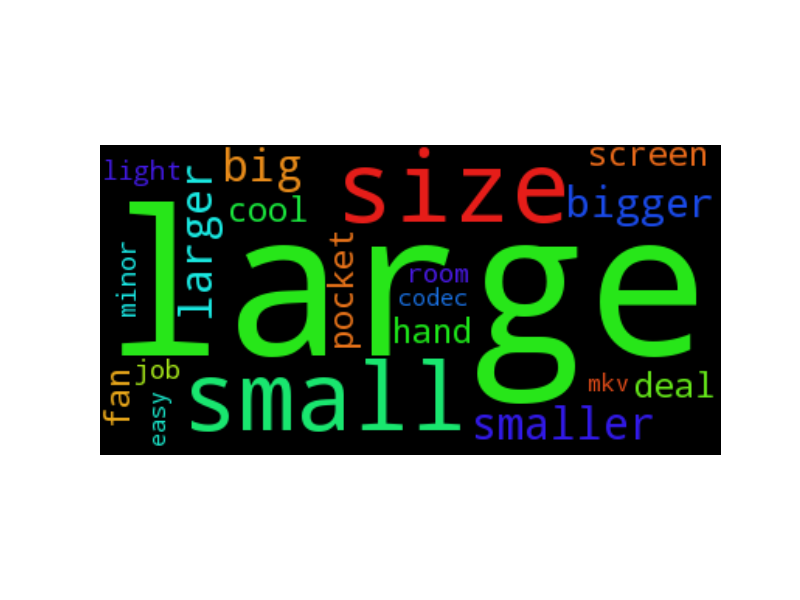 light
big
size
screen
larger
cool
bigger
large
minor
pocket
room
codec
hand
fan
job
easy
small
smaller
mkv
deal